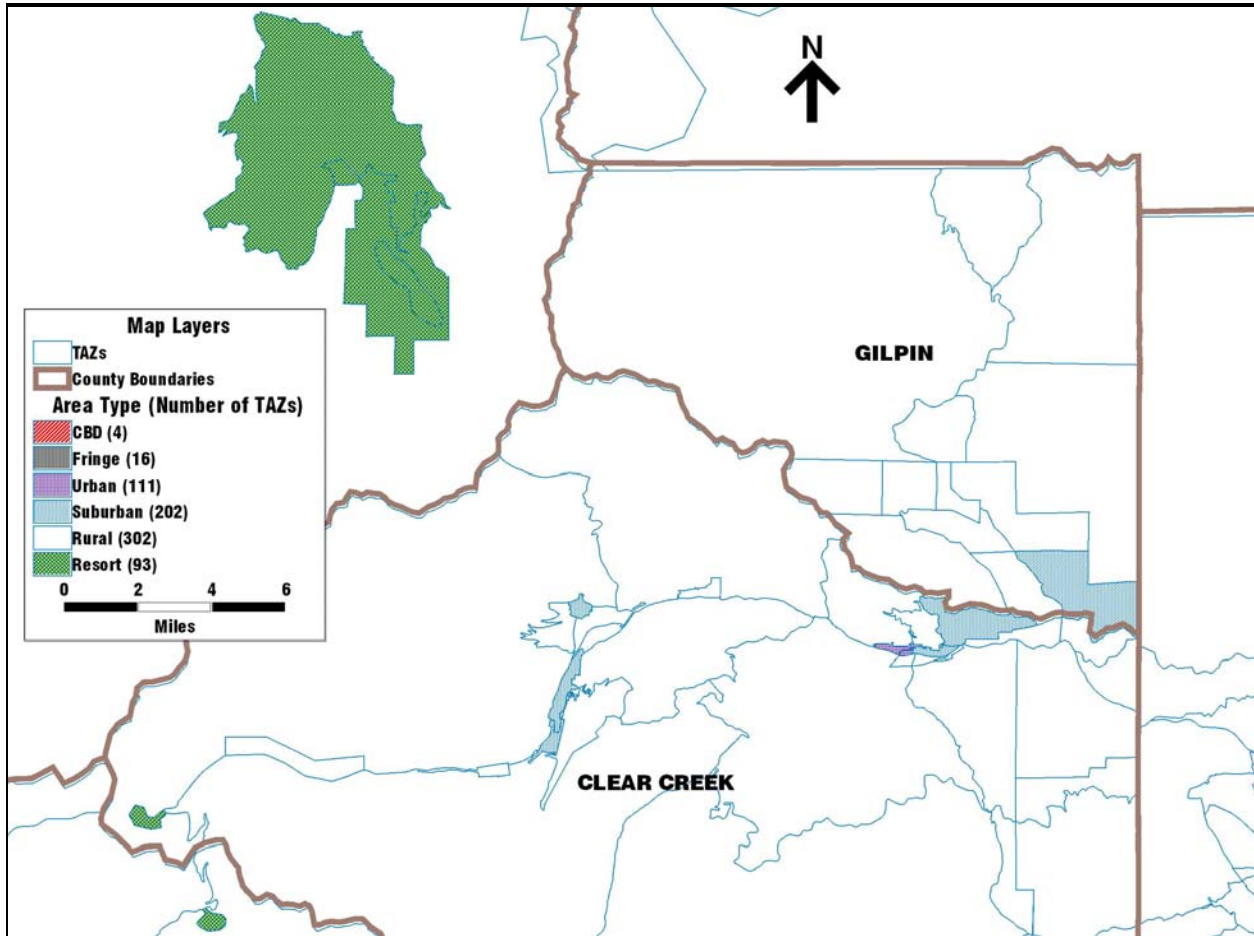 N
GILPIN
Map Layers
TAZs
County Boundaries
Area Type (Number of TAZs)
CBD (4)
Fringe (16)
Urban (111)
Suburban (202)
Rural (302)
Resort (93)
0 2 4 6
Miles
CLEAR CREEK